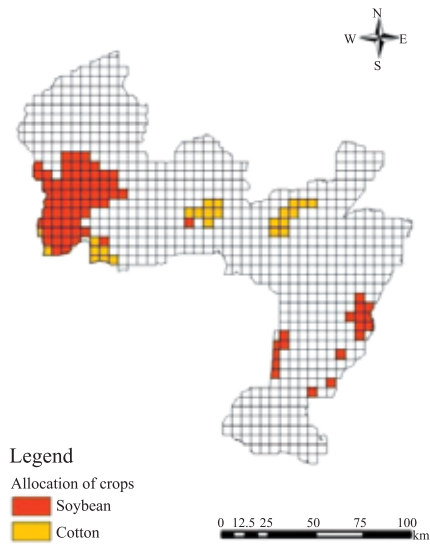 N
W E
S
Legend
Allocation of crops
Soybean
Cotton
0 12.5 25 50 75 100
km